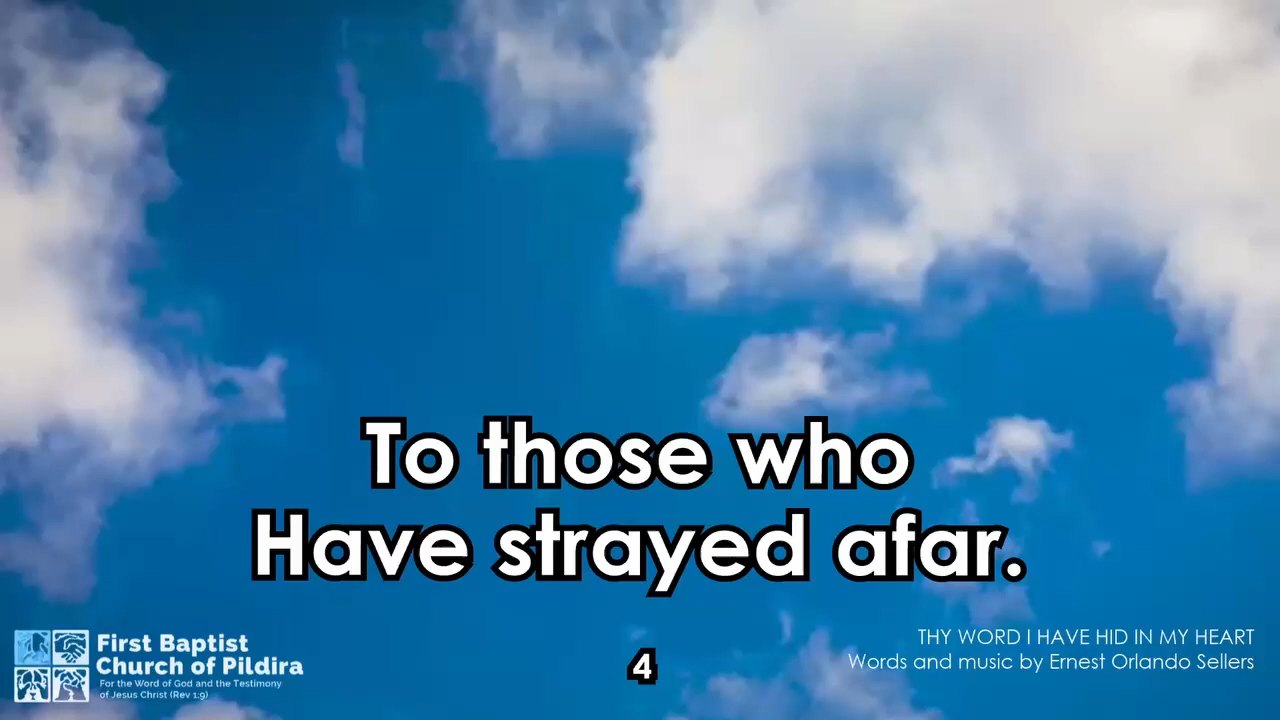 To those who
Have strayed afar.
First Baptist
Church of Pildira
For the Word of God and the Testimony
of Jesus Christ (Rev 1:9)
4
THY WORD I HAVE HID IN MY HEART
Words and music by Ernest Orlando Sellers